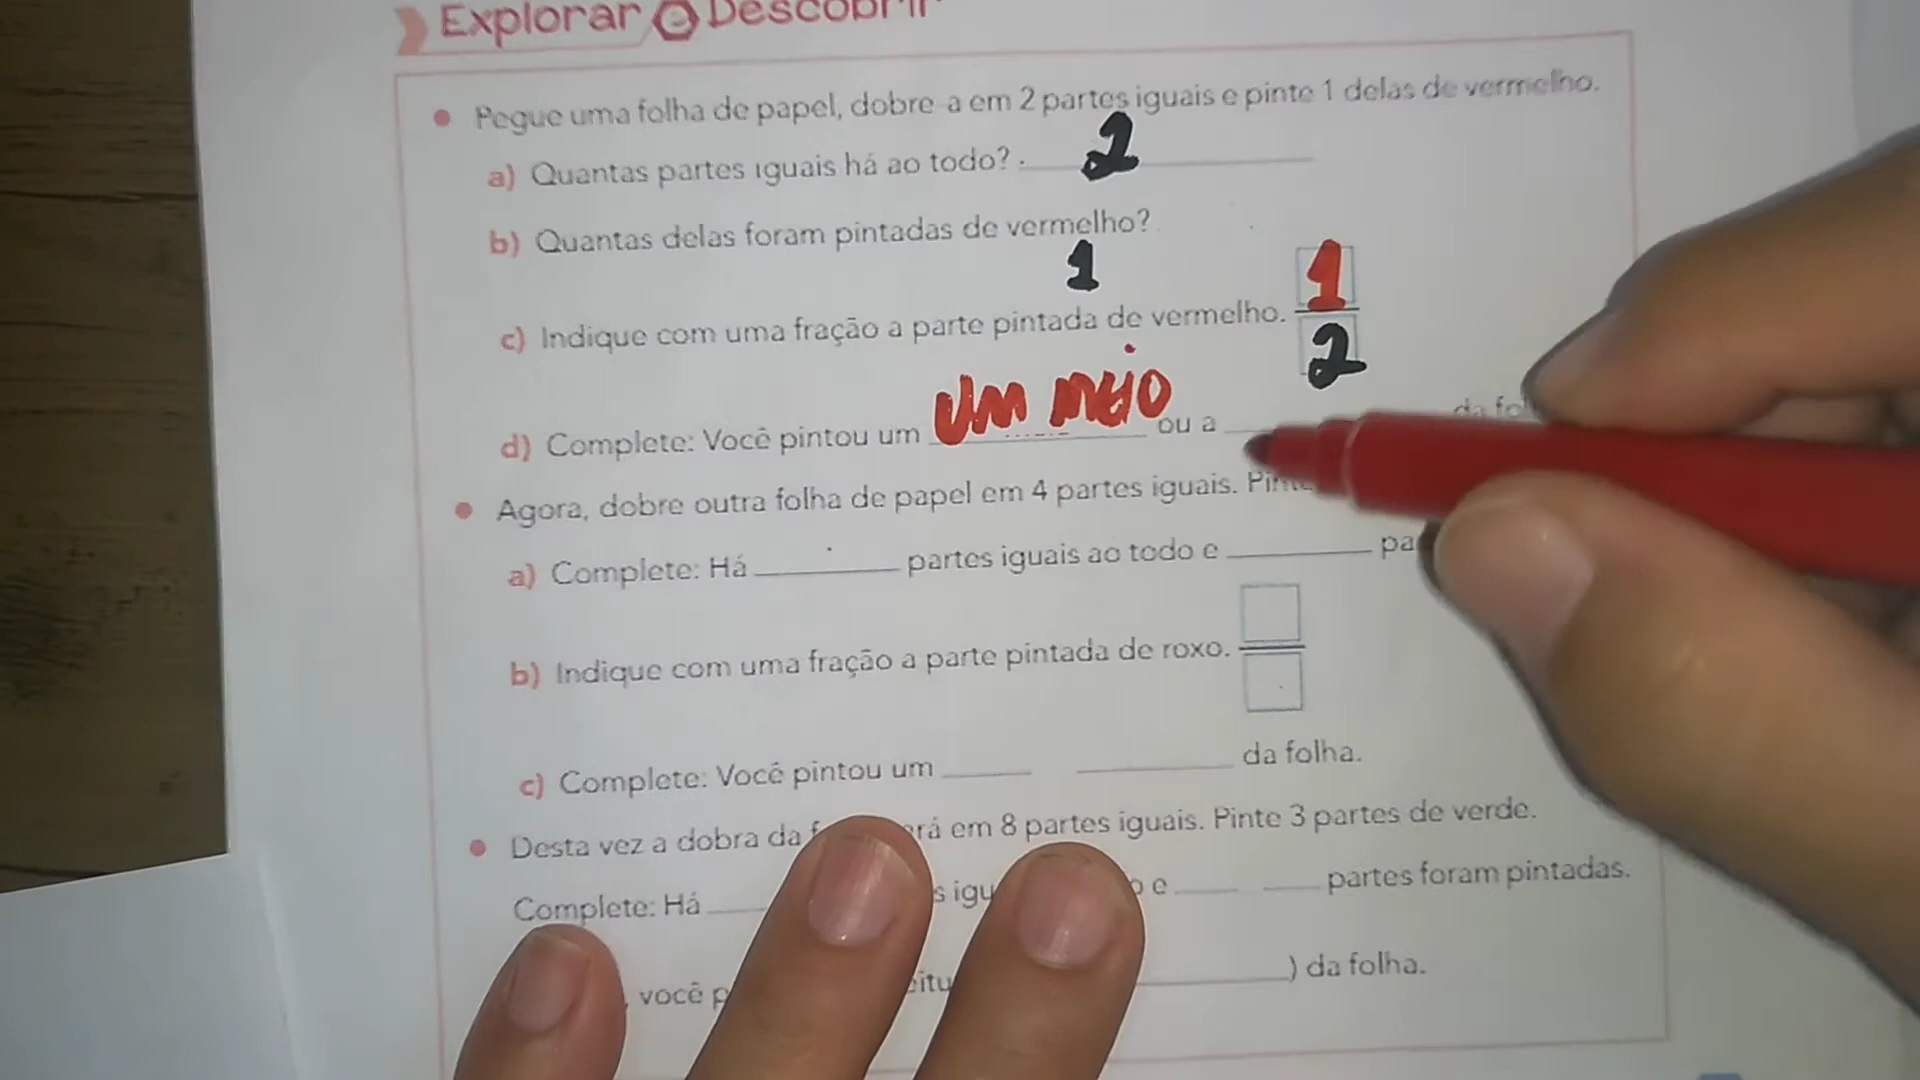 Explorar e Descobrir
Pegue uma folha de papel, dobre-a em 2 partes iguais e pinte 1 delas de vermelho.
a) Quantas partes iguais há ao todo? 2
b) Quantas delas foram pintadas de vermelho?
1
c) Indique com uma fração a parte pintada de vermelho. 1
2
d) Complete: Você pintou um UM MEIO ou a da
Agora, dobre outra folha de papel em 4 partes iguais.
a) Complete: Há partes iguais ao todo e
b) Indique com uma fração a parte pintada de roxo.
c) Complete: Você pintou um da folha.
Desta vez a dobra da em 8 partes iguais. Pinte 3 partes de verde.
Complete: Há e partes foram pintadas.
, você ) da folha.